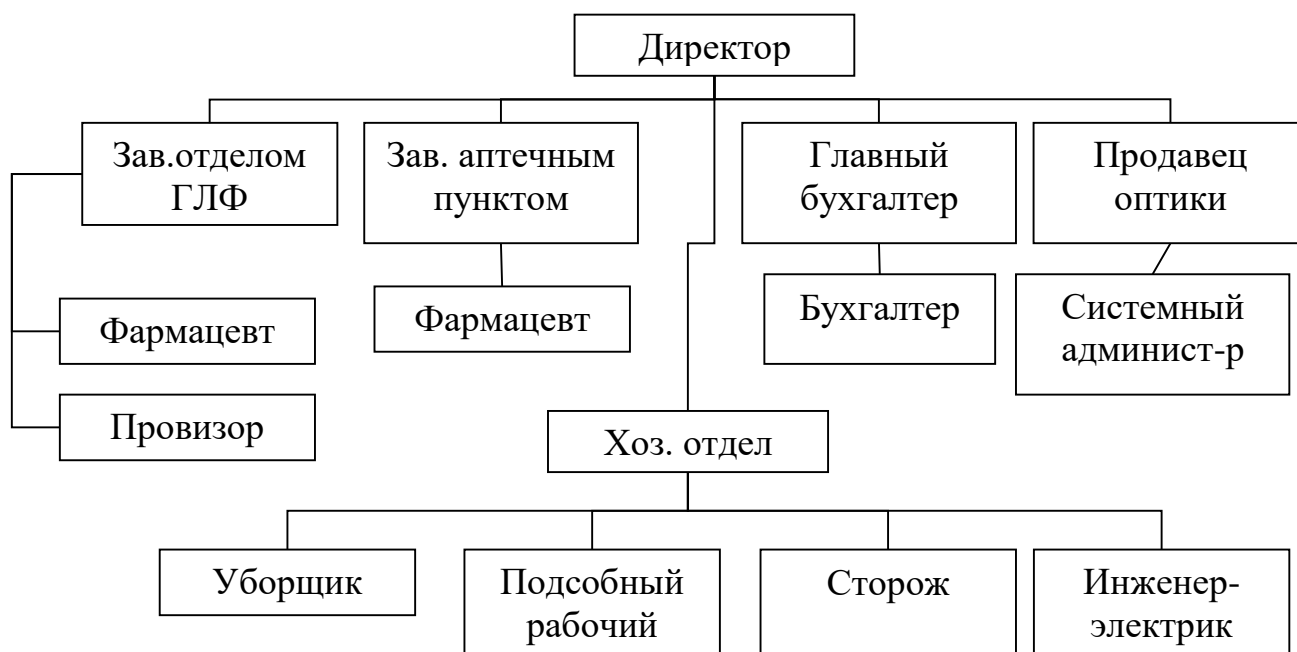 Директор
Зав.отделом
ГЛФ
Зав. аптечным
пунктом
Главный
бухгалтер
Продавец
оптики
Фармацевт
Провизор
Фармацевт
Бухгалтер
Системный
админист-р
Хоз. отдел
Уборщик
Подсобный
рабочий
Сторож
Инженер-
электрик